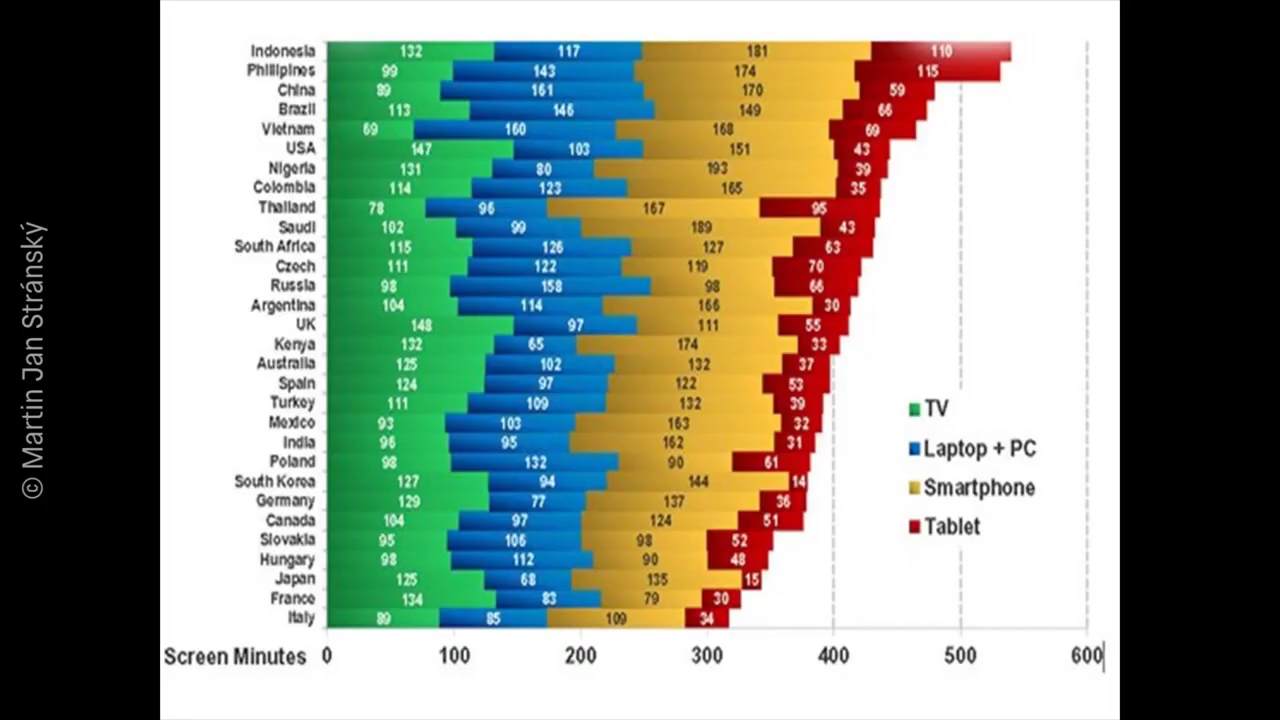 © Martin Jan Stránský
Indonesia 132 117 181 110
Phillipines 99 143 174 115
China 89 161 170 59
Brazil 113 146 149 66
Vietnam 69 160 168 69
USA 147 103 151 43
Nigeria 131 80 193 39
Colombia 114 123 165 35
Thailand 78 96 167 95
Saudi 102 99 189 43
South Africa 115 126 127 63
Czech 111 122 119 70
Russia 98 158 98 66
Argentina 104 114 166 30
UK 148 97 111 55
Kenya 132 65 174 33
Australia 125 102 132 37
Spain 124 97 122 53
Turkey 111 109 132 39
Mexico 93 103 163 32
India 96 95 162 31
Poland 98 132 90 61
South Korea 127 94 144 14
Germany 129 77 137 36
Canada 104 97 124 51
Slovakia 95 106 98 52
Hungary 98 112 90 48
Japan 125 68 135 15
France 134 83 79 30
Italy 89 85 109 34
TV
Laptop + PC
Smartphone
Tablet
Screen Minutes 0 100 200 300 400 500 600